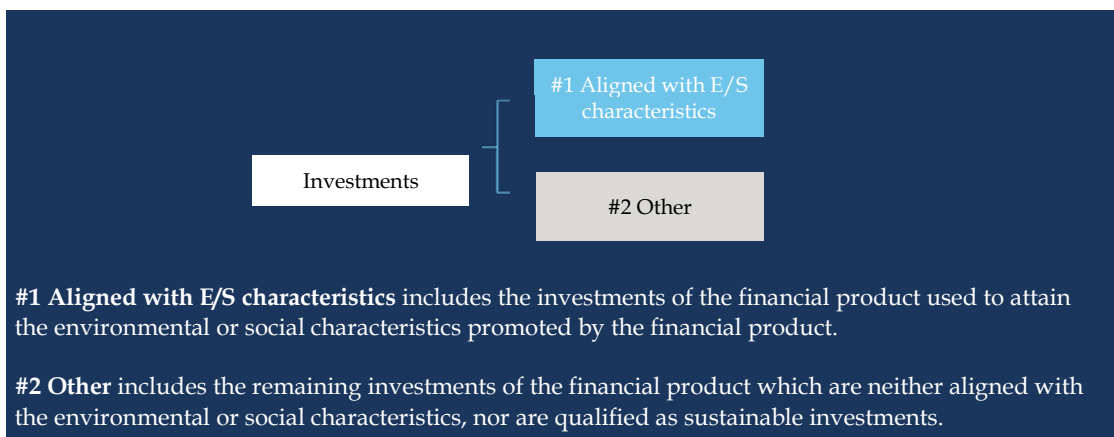 #1 Aligned with E/S
characteristics
Investments
#2 Other
#1 Aligned with E/S characteristics includes the investments of the financial product used to attain
the environmental or social characteristics promoted by the financial product.
#2 Other includes the remaining investments of the financial product which are neither aligned with
the environmental or social characteristics, nor are qualified as sustainable investments.